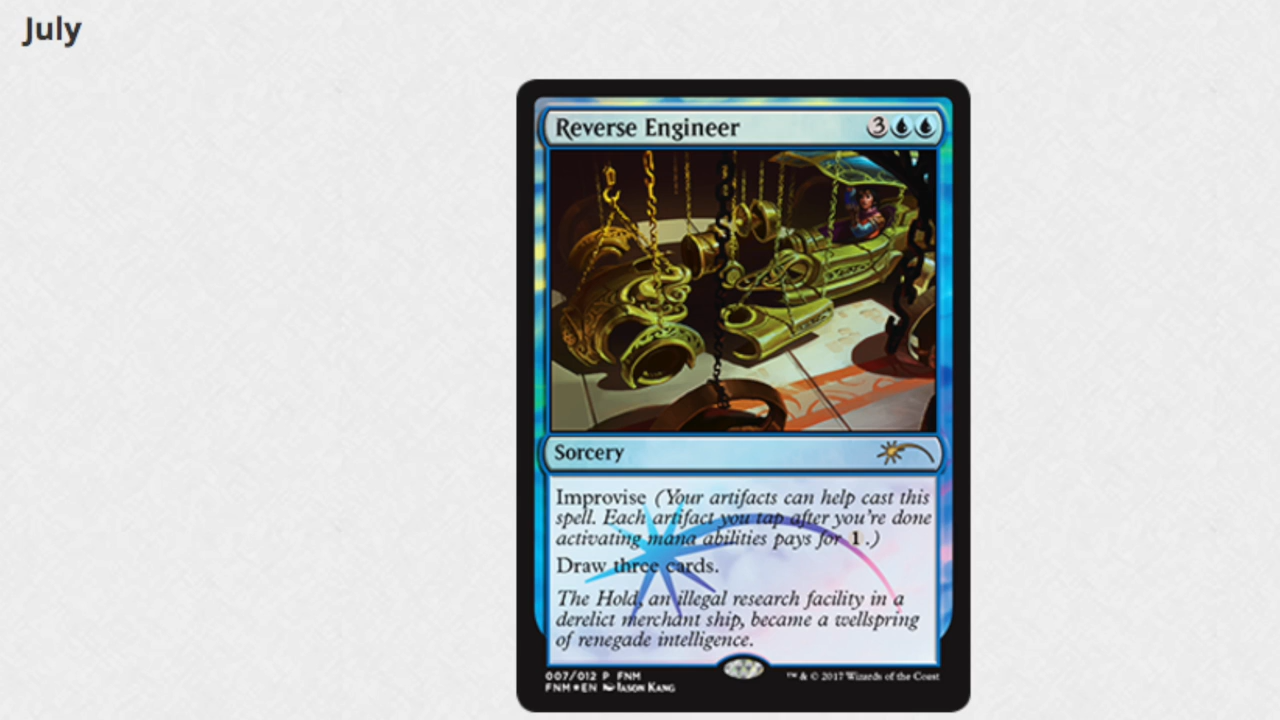 July
Reverse Engineer 3
Sorcery
Improvise (Your artifacts can help cast this
spell. Each artifact you tap after you're done
activating mana abilities pays for 1.)
Draw three cards.
The Hold, an illegal research facility in a
derelict merchant ship, became a wellspring
of renegade intelligence.
007/012 P FNM
FNM★EN Jason Kang
™ & © 2017 Wizards of the Coast